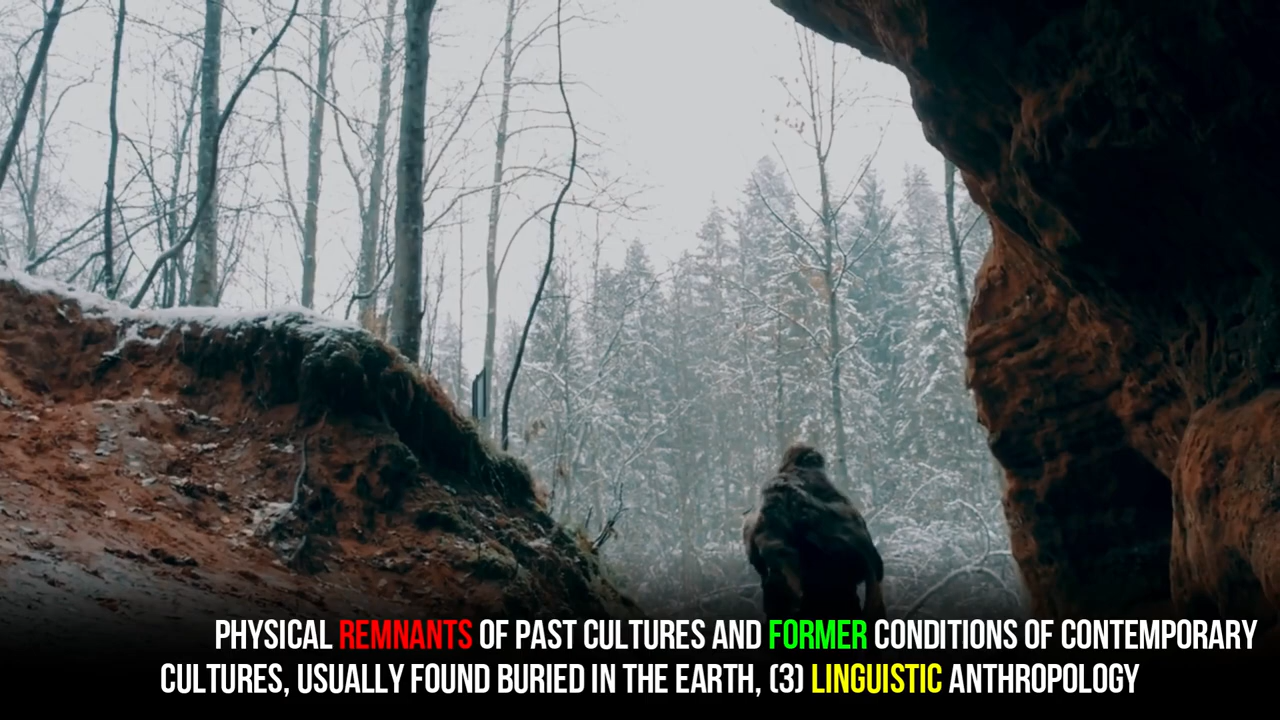 PHYSICAL REMNANTS OF PAST CULTURES AND FORMER CONDITIONS OF CONTEMPORARY
CULTURES, USUALLY FOUND BURIED IN THE EARTH, (3) LINGUISTIC ANTHROPOLOGY